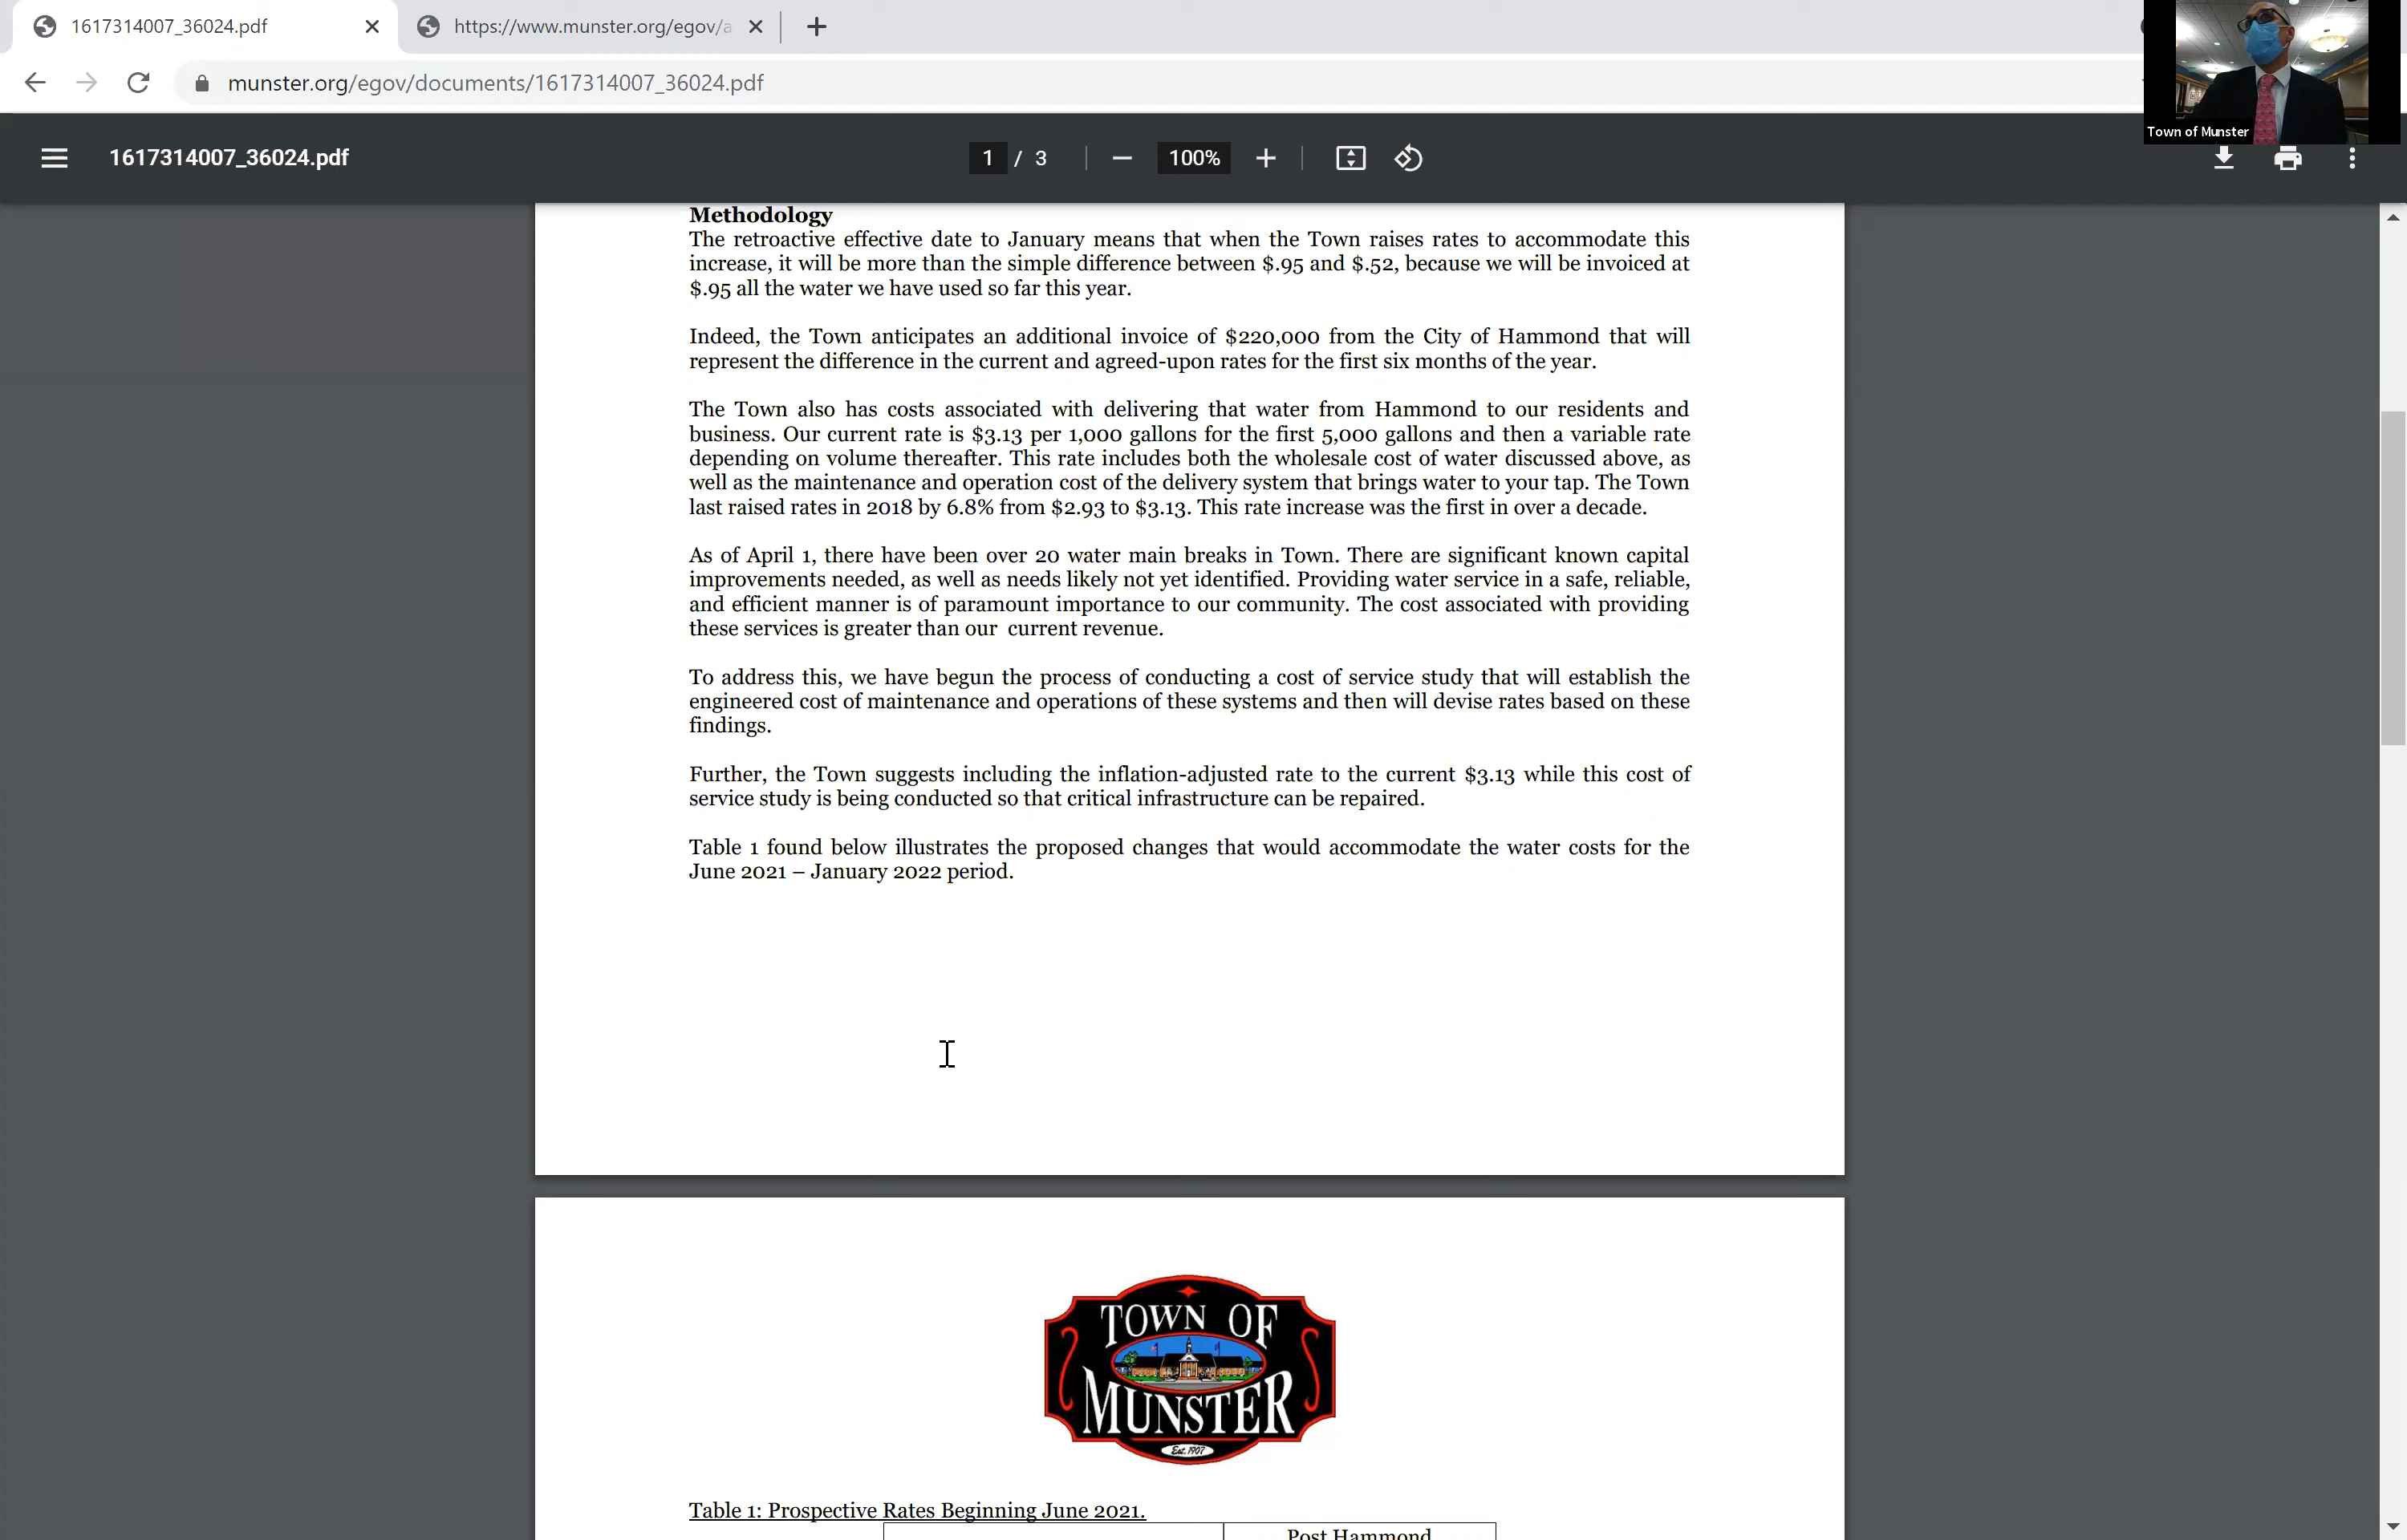 1617314007_36024.pdf
https://www.munster.org/egov/a
munster.org/egov/documents/1617314007_36024.pdf
Town of Munster
1617314007_36024.pdf
1 / 3
100%
Methodology
The retroactive effective date to January means that when the Town raises rates to accommodate this
increase, it will be more than the simple difference between $.95 and $.52, because we will be invoiced at
$.95 all the water we have used so far this year.
Indeed, the Town anticipates an additional invoice of $220,000 from the City of Hammond that will
represent the difference in the current and agreed-upon rates for the first six months of the year.
The Town also has costs associated with delivering that water from Hammond to our residents and
business. Our current rate is $3.13 per 1,000 gallons for the first 5,000 gallons and then a variable rate
depending on volume thereafter. This rate includes both the wholesale cost of water discussed above, as
well as the maintenance and operation cost of the delivery system that brings water to your tap. The Town
last raised rates in 2018 by 6.8% from $2.93 to $3.13. This rate increase was the first in over a decade.
As of April 1, there have been over 20 water main breaks in Town. There are significant known capital
improvements needed, as well as needs likely not yet identified. Providing water service in a safe, reliable,
and efficient manner is of paramount importance to our community. The cost associated with providing
these services is greater than our current revenue.
To address this, we have begun the process of conducting a cost of service study that will establish the
engineered cost of maintenance and operations of these systems and then will devise rates based on these
findings.
Further, the Town suggests including the inflation-adjusted rate to the current $3.13 while this cost of
service study is being conducted so that critical infrastructure can be repaired.
Table 1 found below illustrates the proposed changes that would accommodate the water costs for the
June 2021 – January 2022 period.
TOWN OF
MUNSTER
Est. 1907
Table 1: Prospective Rates Beginning June 2021.
Post Hammond